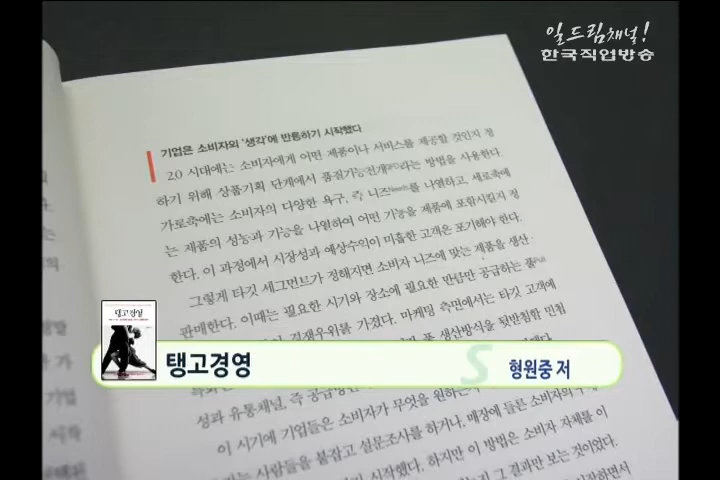 일드림채널!
한국직업방송
기업은 소비자의 '생각'에 반통하기 시작했다
2.0 시대에는 소비자에게 어떤 제품이나 서비스를 제공할 것인지 정
하기 위해 상품기획 단계에서 품질기능전개라는 방법을 사용한다.
가로축에는 소비자의 다양한 욕구, 즉 니즈를 나열하고, 세로축에
는 제품의 성능과 기능을 나열하여 어떤 기능을 제품에 포함시킬지 정
한다. 이 과정에서 시장성과 예상수익이 미흡한 고객은 포기해야 한다.
그렇게 타깃 세그먼트가 정해지면 소비자 니즈에 맞는 제품을 생산·
판매한다. 이때는 필요한 시기와 장소에 필요한 만큼만 공급하는 풀
경쟁우위를 가졌다. 마케팅 측면에서는 타깃 고객에
풀 생산방식을 뒷받침할 민첩
탱고경영
형원중 저
성과 유통채널, 즉
이 시기에 기업들은 소비자가 무엇을 원하는
사람들을 붙잡고 설문조사를 하거나, 매장에 들른 소비자의
시작했다. 하지만 이 방법은 소비자 자체를 이
그 결과만 보는 것이었다.